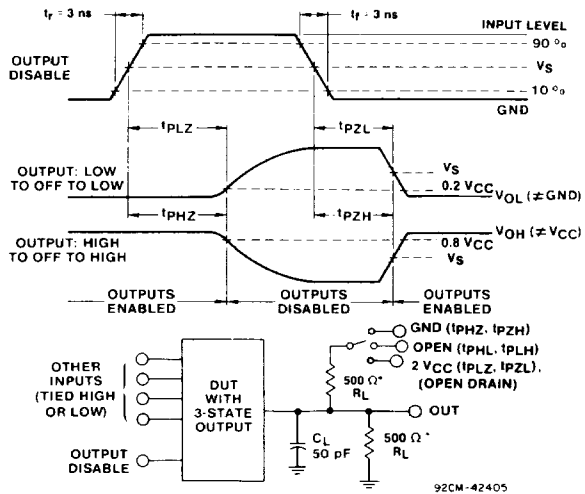 tr = 3 ns
tf = 3 ns
INPUT LEVEL
90 %
VS
10 %
GND
OUTPUT
DISABLE
tPLZ
tPZL
OUTPUT: LOW
TO OFF TO LOW
VS
0.2 VCC
VOL (≠GND)
tPHZ
tPZH
OUTPUT: HIGH
TO OFF TO
HIGH
VOH (≠VCC)
0.8 VCC
VS
OUTPUTS
ENABLED
OUTPUTS
DISABLED
OUTPUTS
ENABLED
GND (tPHZ, tPZH)
OPEN (tPHL, tPLH)
2 VCC (tPLZ, tPZL),
(OPEN DRAIN)
OTHER
INPUTS
(TIED HIGH
OR LOW)
DUT
WITH
3-STATE
OUTPUT
500 Ω*
RL
OUT
OUTPUT
DISABLE
CL
50 pF
500 Ω*
RL
92CM-42405